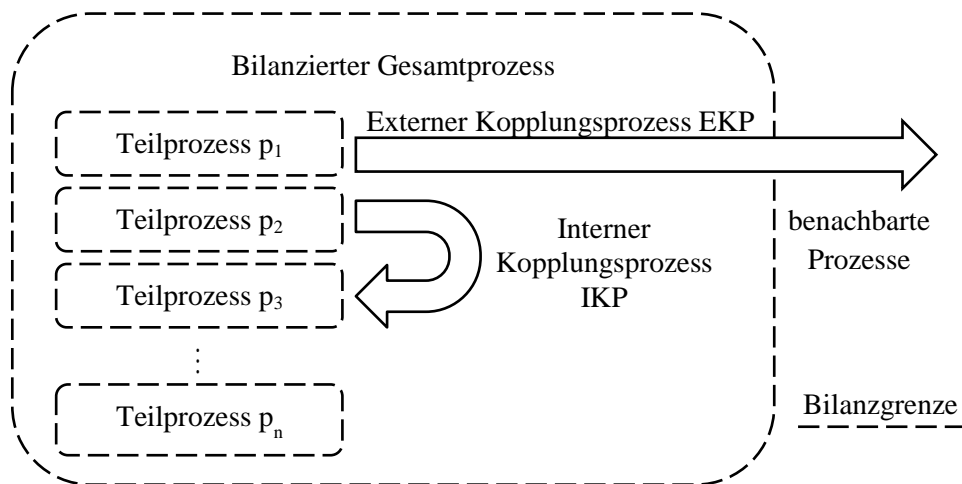 Bilanzierter Gesamtprozess
Externer Kopplungsprozess EKP
Teilprozess p₁
Teilprozess p₂
Teilprozess p₃
⋮
Teilprozess pₙ
Interner
Kopplungsprozess
IKP
benachbarte
Prozesse
Bilanzgrenze